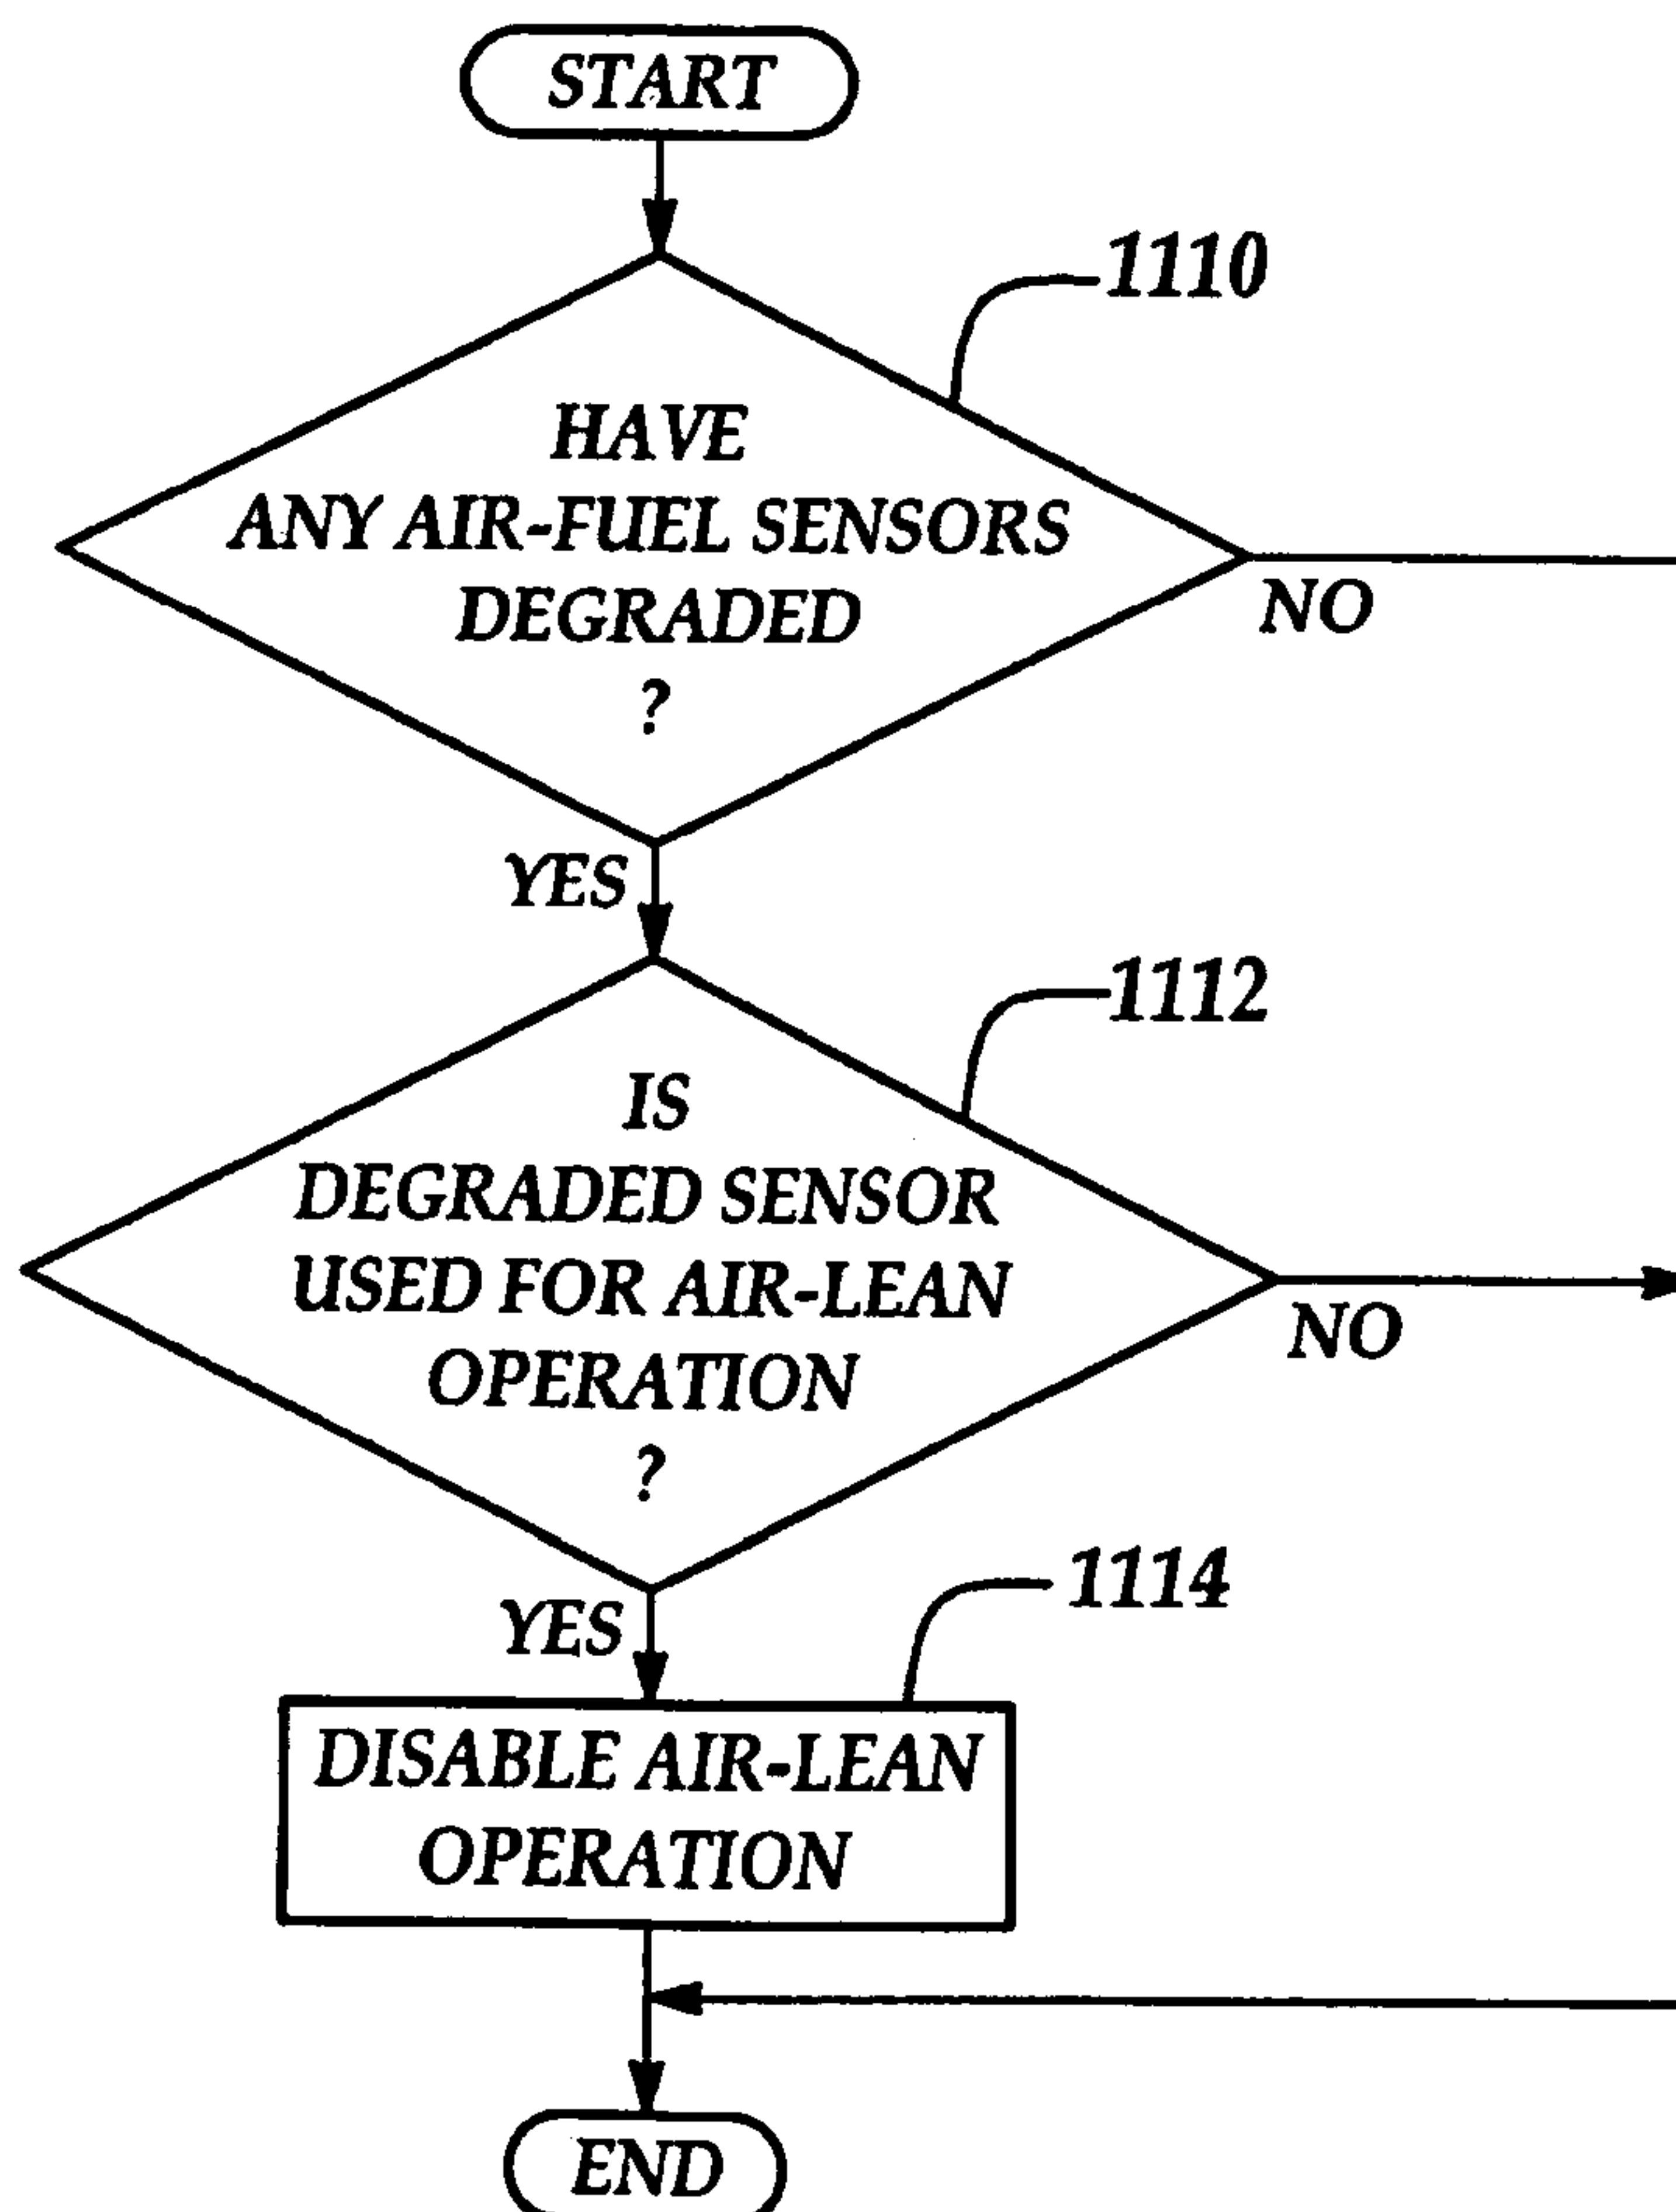 START
1110
HAVE
ANY AIR-FUEL SENSORS
DEGRADED
?
NO
YES
1112
IS
DEGRADED SENSOR
USED FOR AIR-LEAN
OPERATION
?
NO
YES
1114
DISABLE AIR-LEAN
OPERATION
END